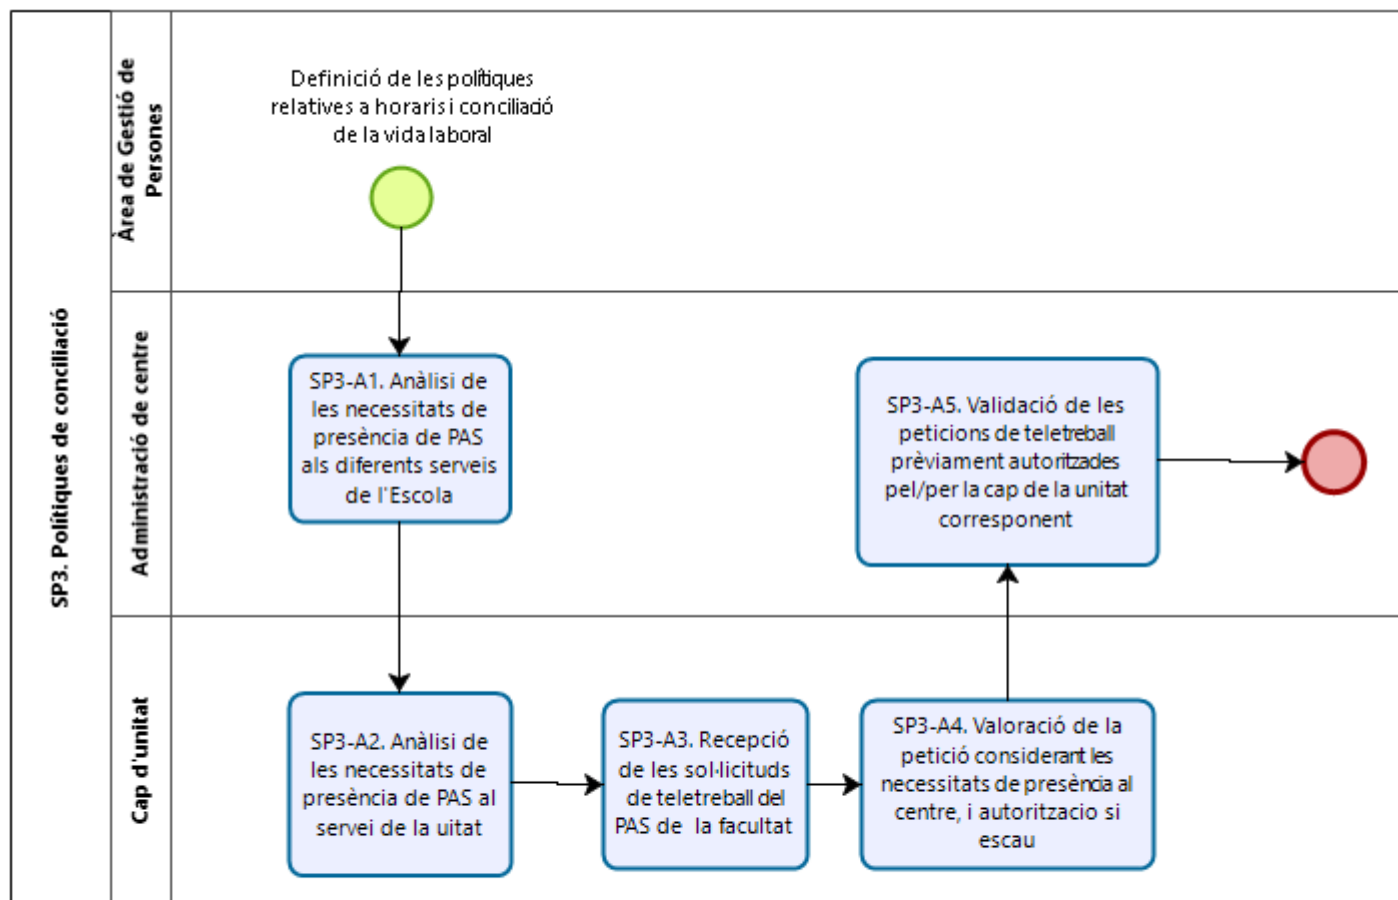 SP3. Polítiques de conciliació
Àrea de Gestió de
Persones
Definició de les polítiques
relatives a horaris i conciliació
de la vida laboral
Administració de centre
SP3-A1. Anàlisi de
les necessitats de
presència de PAS
als diferents serveis
de l'Escola
SP3-A5. Validació de les
peticions de teletreball
prèviament autoritzades
pel/per la cap de la unitat
corresponent
Cap d'unitat
SP3-A2. Anàlisi de
les necessitats de
presència de PAS al
servei de la uitat
SP3-A3. Recepció
de les sol·licituds
de teletreball del
PAS de la facultat
SP3-A4. Valoració de la
petició considerant les
necessitats de presència al
centre, i autorització si
escau